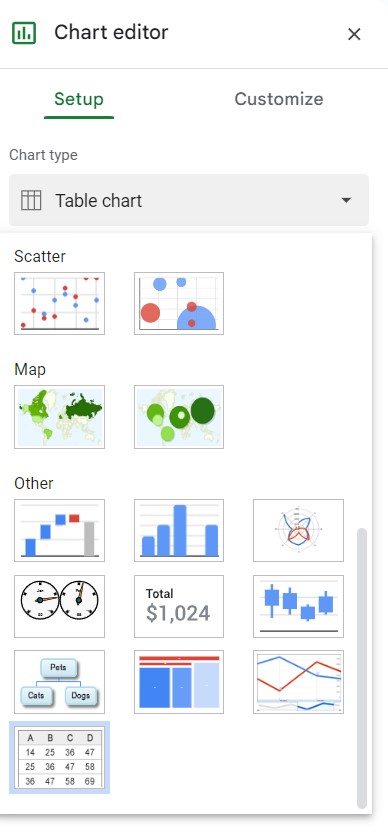 Chart editor
Setup Customize
Chart type
Table chart
Scatter
Map
Other
Total
$1,024
Pets
Cats Dogs
A B C D
14 25 36 47
25 36 47 58
36 47 58 69